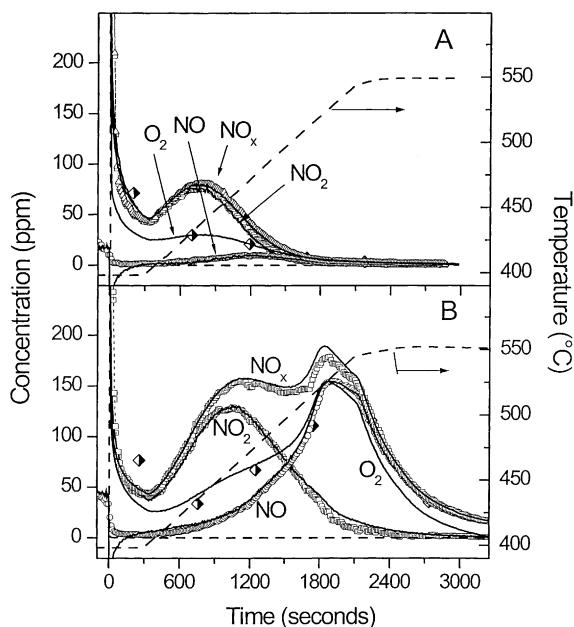 A
200
150
100
50
0
O2
NO
NOx
NO2
550
500
450
400
Concentration (ppm)
Temperature (°C)
B
200
150
100
50
0
NOx
NO2
NO
O2
550
500
450
400
0 600 1200 1800 2400 3000
Time (seconds)